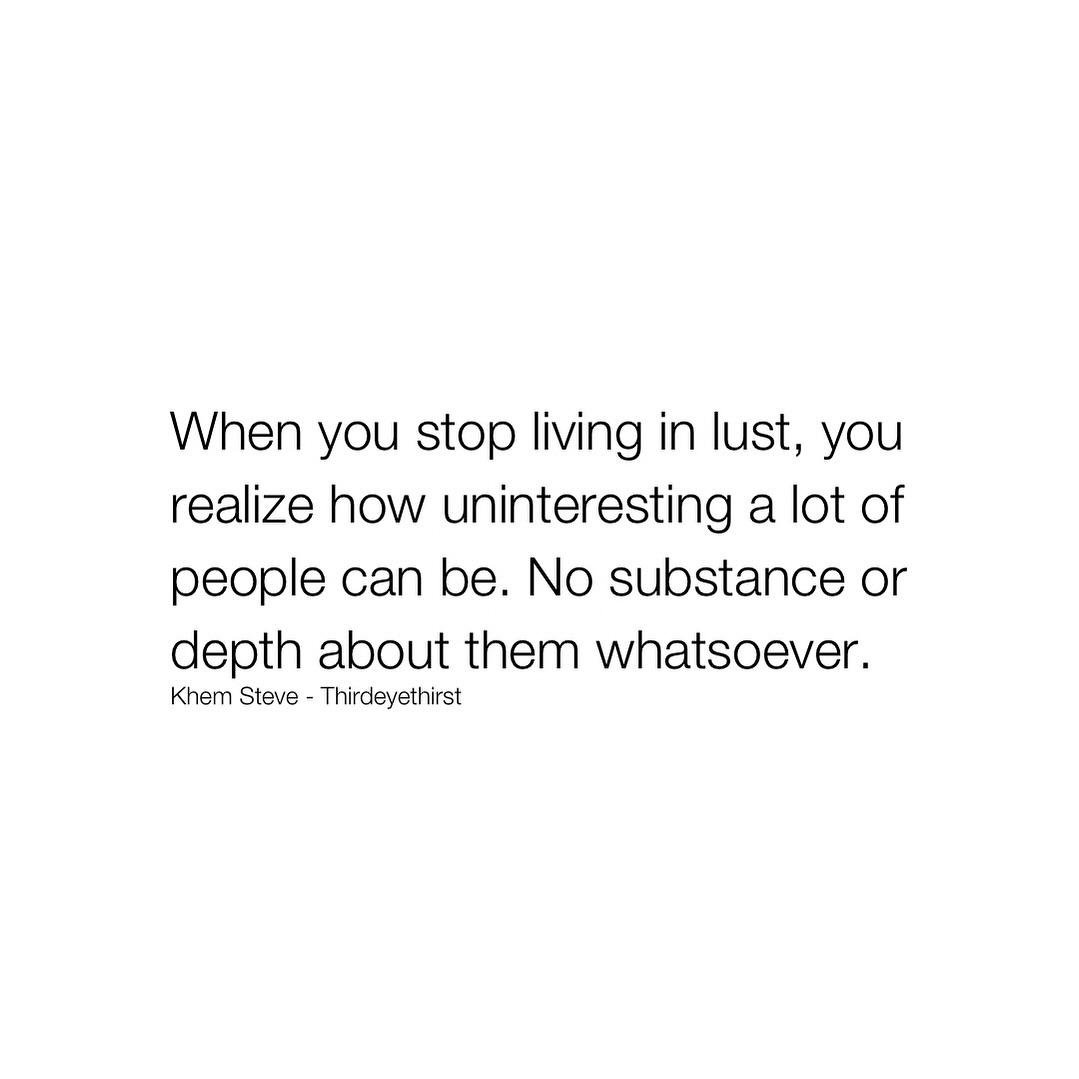 When you stop living in lust, you
realize how uninteresting a lot of
people can be. No substance or
depth about them whatsoever.
Khem Steve - Thirdeyethirst